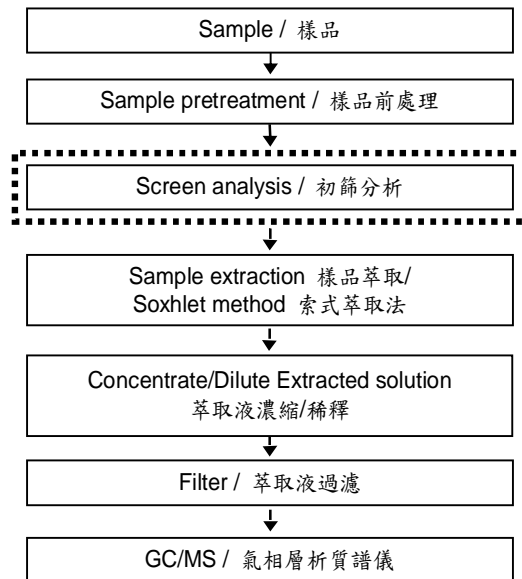 Sample / 樣品
Sample pretreatment / 樣品前處理
Screen analysis / 初篩分析
Sample extraction 樣品萃取/
Soxhlet method 索式萃取法
Concentrate/Dilute Extracted solution
萃取液濃縮/稀釋
Filter / 萃取液過濾
GC/MS / 氣相層析質譜儀